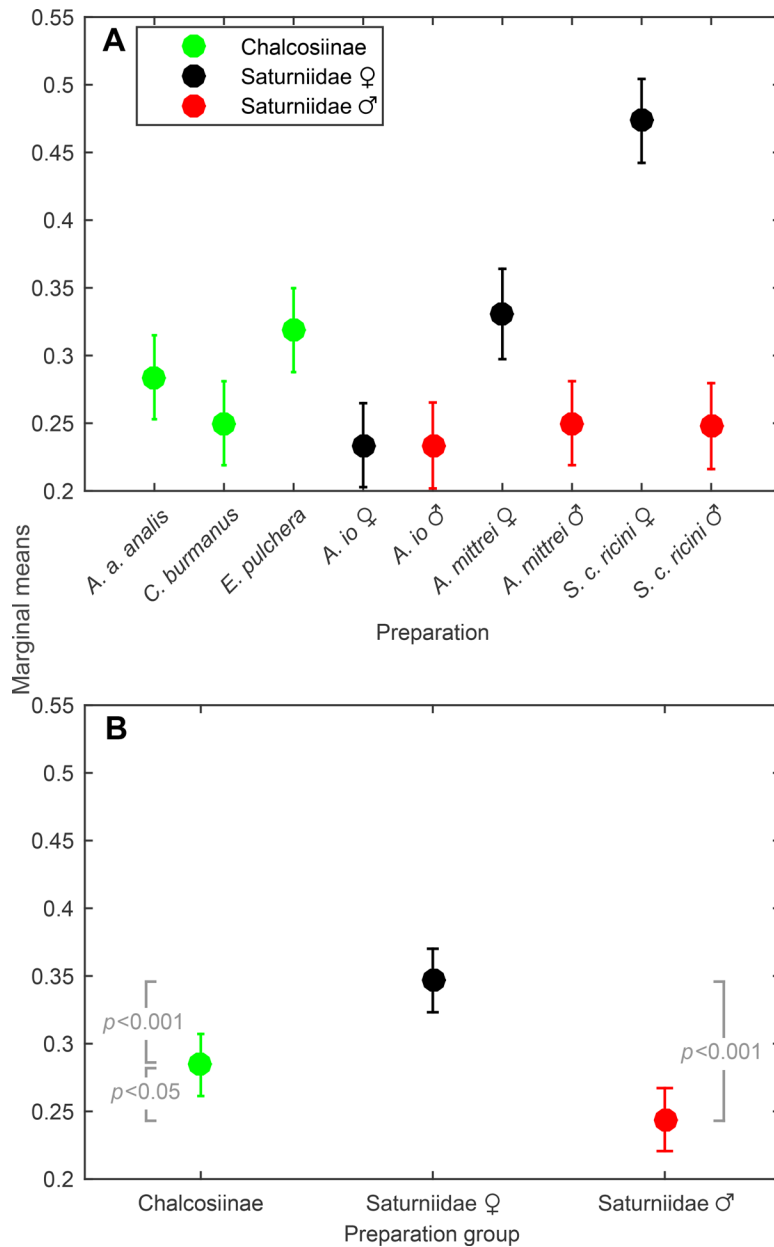 A
Chalcosiinae
Saturniidae ♀
Saturniidae ♂
0.55
0.5
0.45
0.4
0.35
0.3
0.25
0.2
A. a. analis
C. burmanus
E. pulchera
A. io ♀
A. io ♂
A. mittrei ♀
A. mittrei ♂
S. c. ricini ♀
S. c. ricini ♂
Preparation
Marginal means
B
0.55
0.5
0.45
0.4
0.35
0.3
0.25
0.2
p<0.001
p<0.05
p<0.001
Chalcosiinae
Saturniidae ♀
Saturniidae ♂
Preparation group